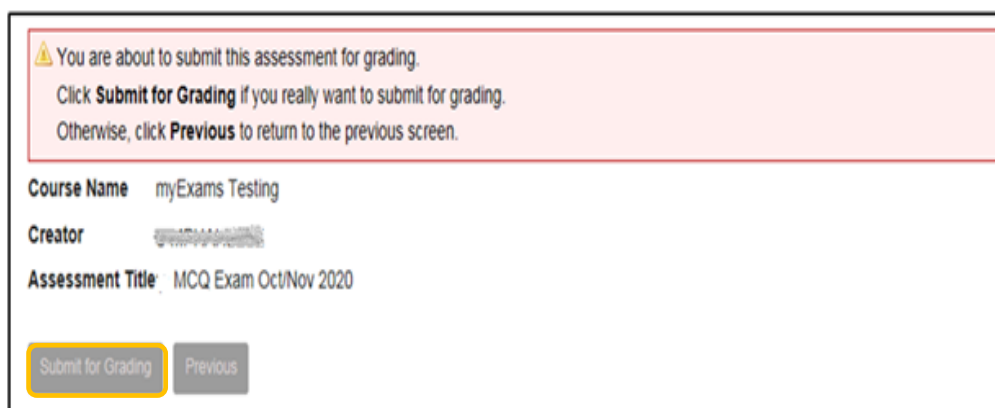 You are about to submit this assessment for grading.
Click Submit for Grading if you really want to submit for grading.
Otherwise, click Previous to return to the previous screen.
Course Name myExams Testing
Creator
Assessment Title MCQ Exam Oct/Nov 2020
Submit for Grading Previous